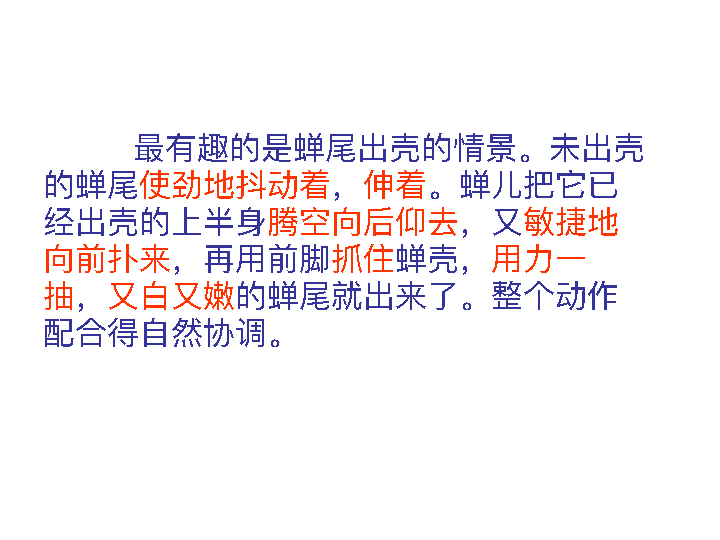 最有趣的是蝉尾出壳的情景。未出壳
的蝉尾使劲地抖动着，伸着。蝉儿把它已
经出壳的上半身腾空向后仰去，又敏捷地
向前扑来，再用前脚抓住蝉壳，用力一
抽，又白又嫩的蝉尾就出来了。整个动作
配合得自然协调。